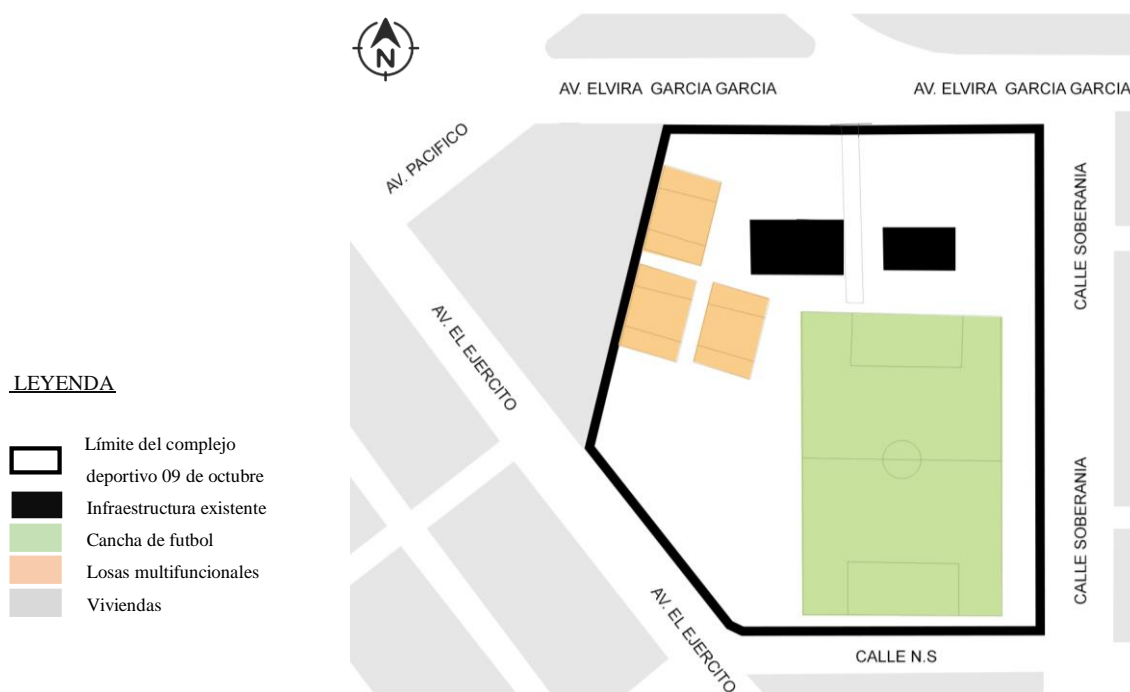 N
AV. ELVIRA GARCIA GARCIA
AV. ELVIRA GARCIA GARCIA
AV. PACIFICO
CALLE SOBERANIA
AV. EL EJERCITO
LEYENDA
Límite del complejo
deportivo 09 de octubre
Infraestructura existente
Cancha de futbol
Losas multifuncionales
Viviendas
CALLE SOBERANIA
AV. EL EJERCITO
CALLE N.S